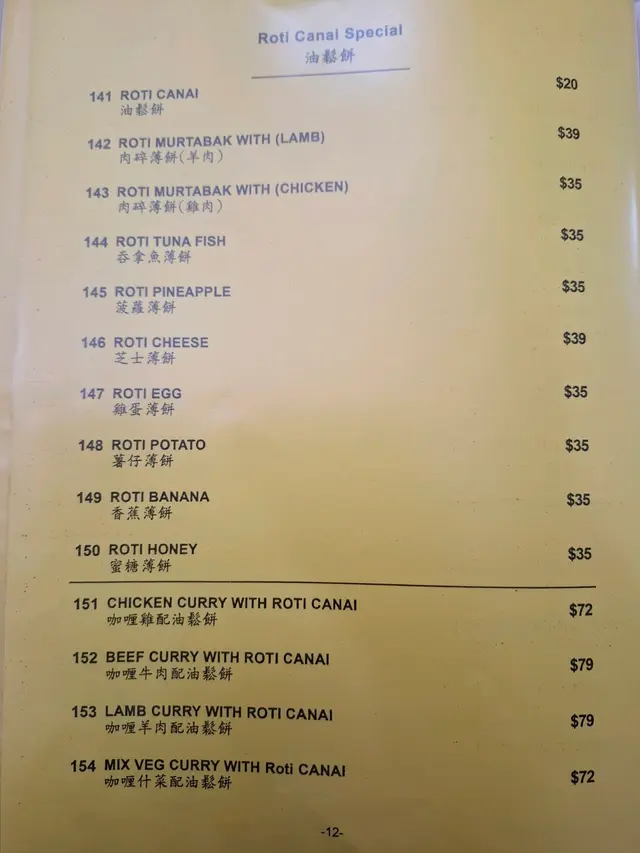 Roti Canai Special
油鬆餅
141 ROTI CANAI $20
油鬆餅
142 ROTI MURTABAK WITH (LAMB) $39
肉碎薄餅(羊肉)
143 ROTI MURTABAK WITH (CHICKEN) $35
肉碎薄餅(雞肉)
144 ROTI TUNA FISH $35
吞拿魚薄餅
145 ROTI PINEAPPLE $35
菠蘿薄餅
146 ROTI CHEESE $39
芝士薄餅
147 ROTI EGG $35
雞蛋薄餅
148 ROTI POTATO $35
薯仔薄餅
149 ROTI BANANA $35
香蕉薄餅
150 ROTI HONEY $35
蜜糖薄餅
151 CHICKEN CURRY WITH ROTI CANAI $72
咖喱雞配油鬆餅
152 BEEF CURRY WITH ROTI CANAI $79
咖喱牛肉配油鬆餅
153 LAMB CURRY WITH ROTI CANAI $79
咖喱羊肉配油鬆餅
154 MIX VEG CURRY WITH Roti CANAI $72
咖喱什菜配油鬆餅
-12-